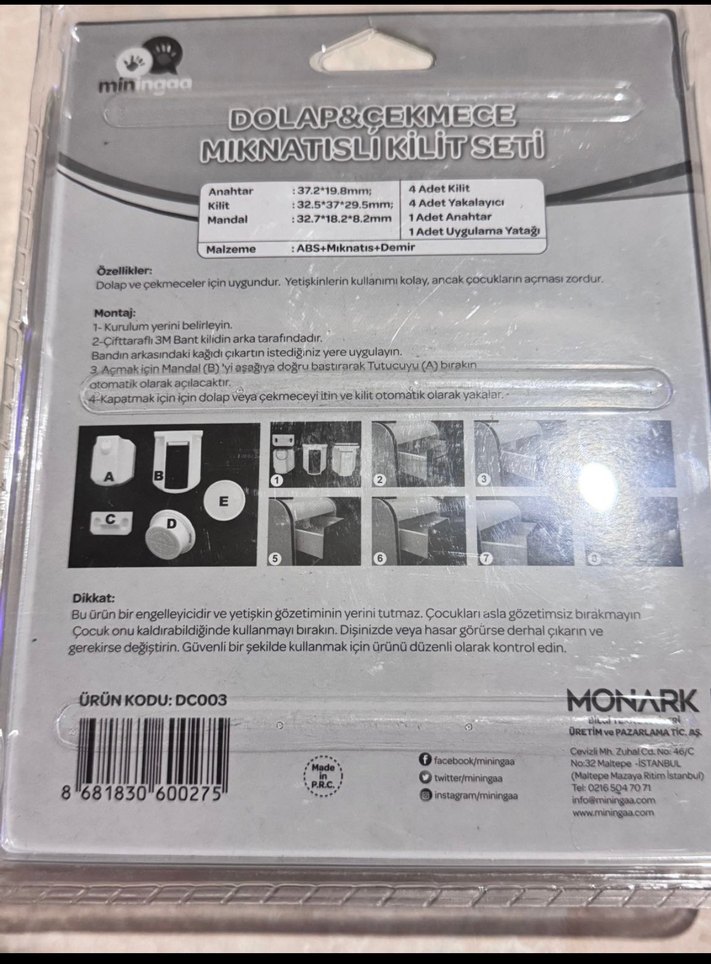 miningaa
DOLAP&ÇEKMECE
MIKNATISLI KİLİT SETİ
Anahtar : 37.2*19.8mm; 4 Adet Kilit
Kilit : 32.5*37*29.5mm; 4 Adet Yakalayıcı
Mandal : 32.7*18.2*8.2mm 1 Adet Anahtar
1 Adet Uygulama Yatağı
Malzeme : ABS+Mıknatıs+Demir
Özellikler:
Dolap ve çekmeceler için uygundur. Yetişkinlerin kullanımı kolay, ancak çocukların açması zordur.
Montaj:
1- Kurulum yerini belirleyin.
2-Çifttaraflı 3M Bant kilidin arka tarafındadır.
Bandın arkasındaki kağıdı çıkartın istediğiniz yere uygulayın.
3 Açmak için Mandal (B) 'yi aşağıya doğru bastırarak Tutucuyu (A) bırakın
otomatik olarak açılacaktır.
4-Kapatmak için için dolap veya çekmeceyi itin ve kilit otomatik olarak yakalar.
A B C D E
1 2 3
5 6 7 8
Dikkat:
Bu ürün bir engelleyicidir ve yetişkin gözetiminin yerini tutmaz. Çocukları asla gözetimsiz bırakmayın
Çocuk onu kaldırabildiğinde kullanmayı bırakın. Dişinizde veya hasar görürse derhal çıkarın ve
gerekirse değiştirin. Güvenli bir şekilde kullanmak için ürünü düzenli olarak kontrol edin.
ÜRÜN KODU: DC003
8 681830 600275
Made
in
P.R.C.
facebook/miningaa
twitter/miningaa
instagram/miningaa
MONARK
ÜRETİM ve PAZARLAMA TİC. AŞ.
Cevizli Mh. Zuhal Cd. No: 46/C
No:32 Maltepe -İSTANBUL
(Maltepe Mazaya Ritim İstanbul)
Tel: 0216 504 70 71
info@miningaa.com
www.miningaa.com